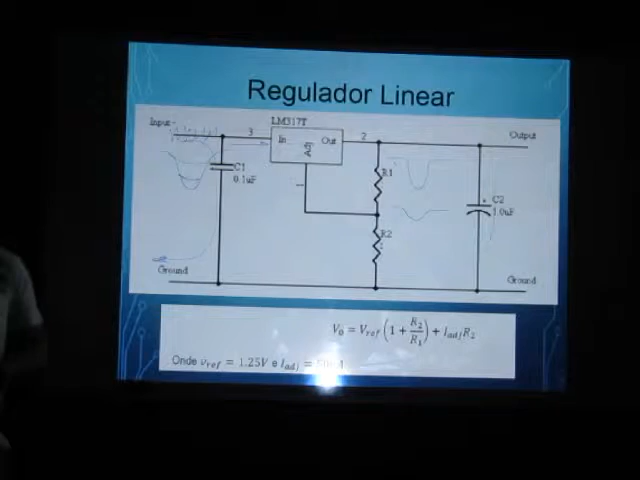 Regulador Linear
LM317T
Input
3
In
Out
2
Output
Adj
1
C1
0.1uF
R1
R2
C2
1.0uF
Ground
Ground
V₀ = V_ref (1 + R₂/R₁) + I_adj R₂
Onde v_ref = 1.25V e I_adj =